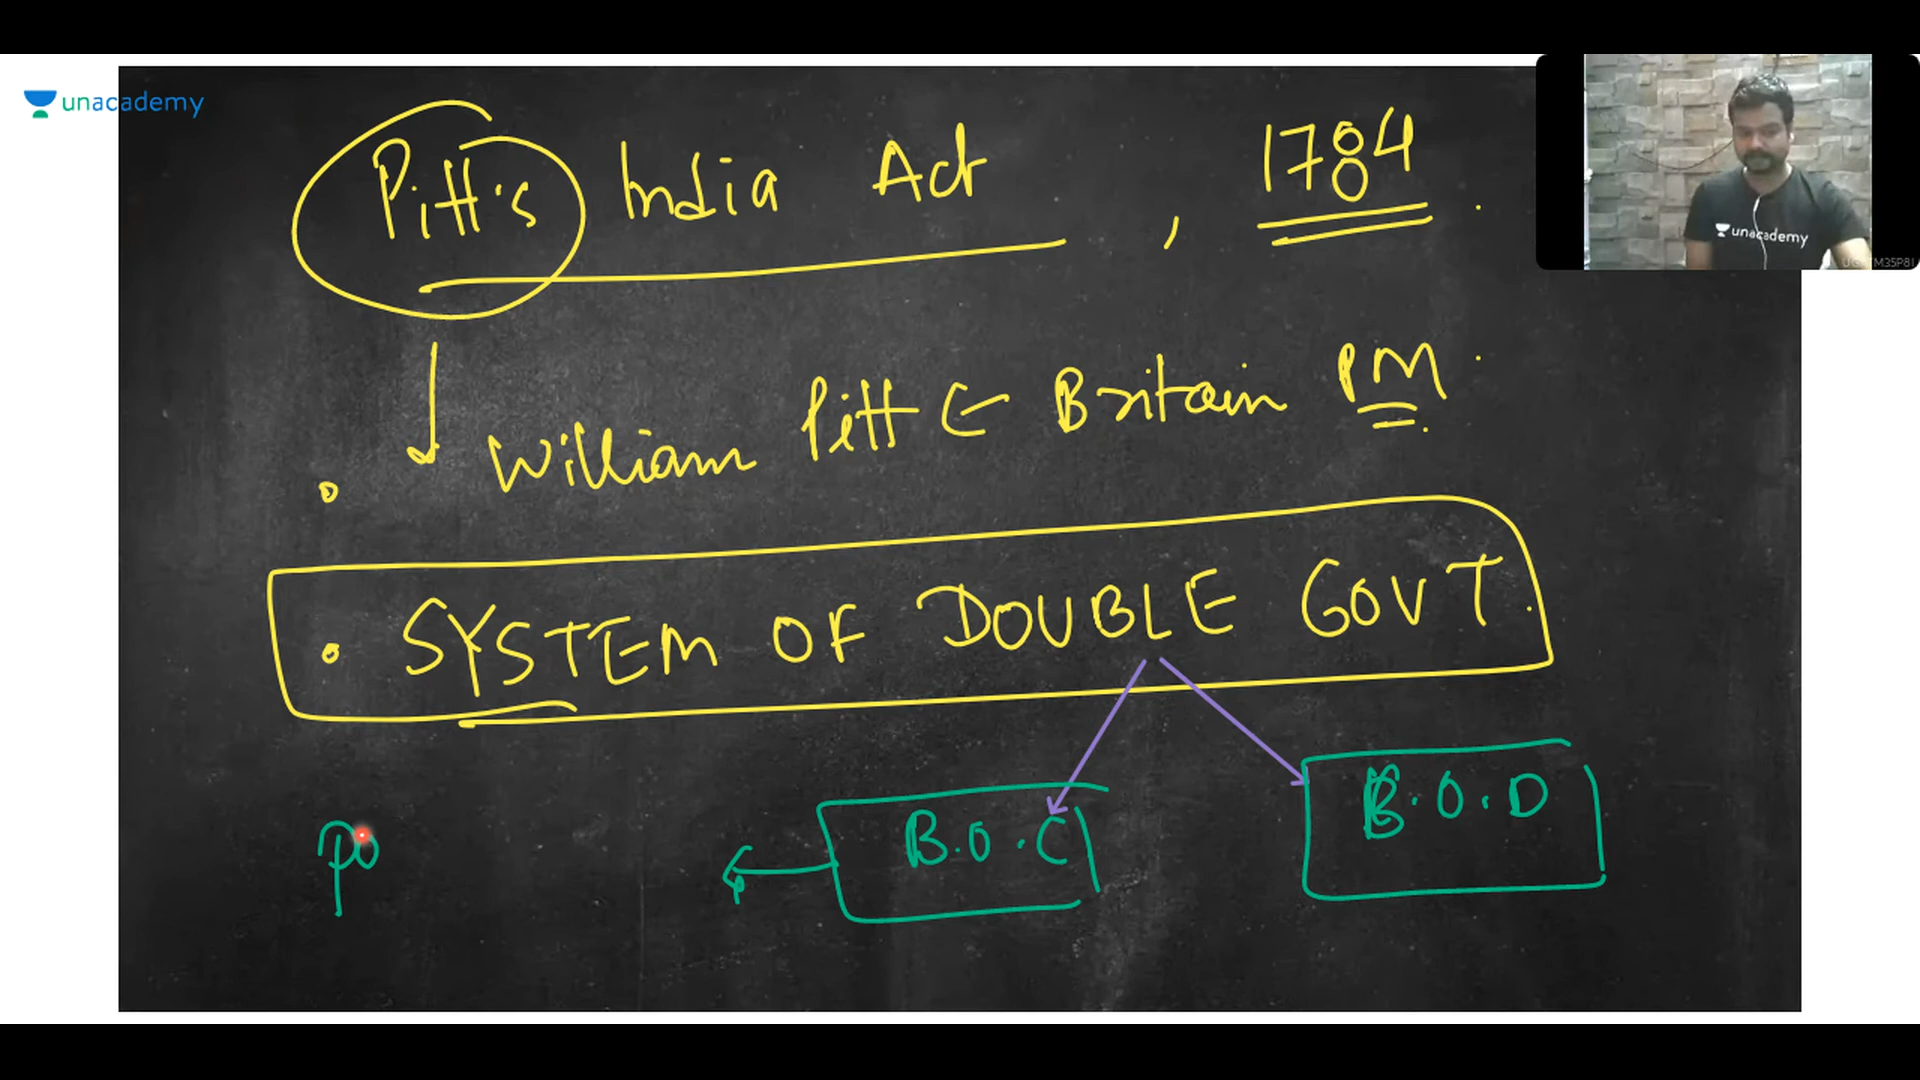 unacademy
Pitt's India Act, 1784.
William Pitt ← Britain PM.
• SYSTEM OF DOUBLE GOVT.
B.O.C
B.O.D
Po
unacademy